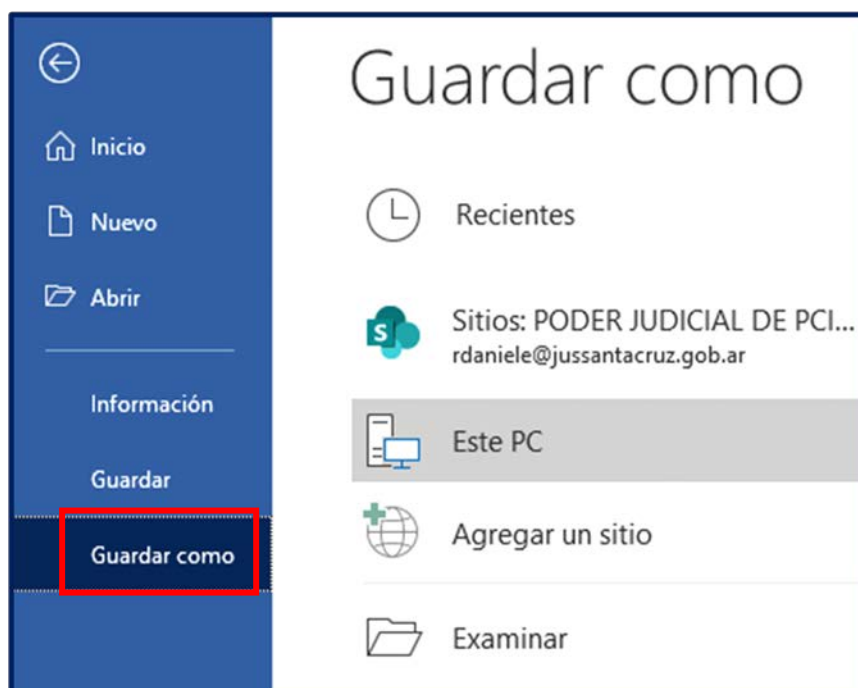 Inicio
Nuevo
Abrir
Información
Guardar
Guardar como
Guardar como
Recientes
S
Sitios: PODER JUDICIAL DE PCI...
rdaniele@jussantacruz.gob.ar
Este PC
Agregar un sitio
Examinar